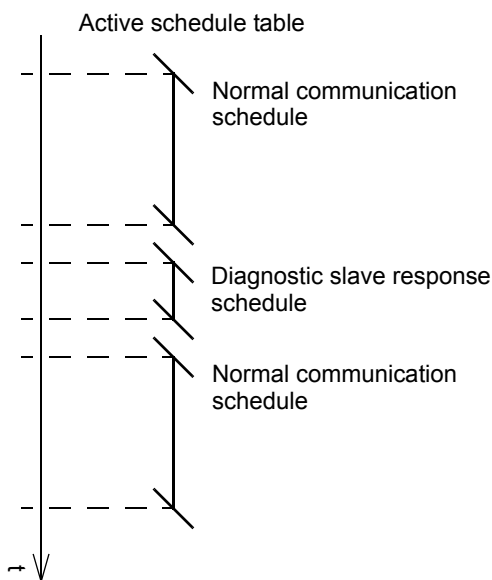 Active schedule table
Normal communication
schedule
Diagnostic slave response
schedule
Normal communication
schedule
t